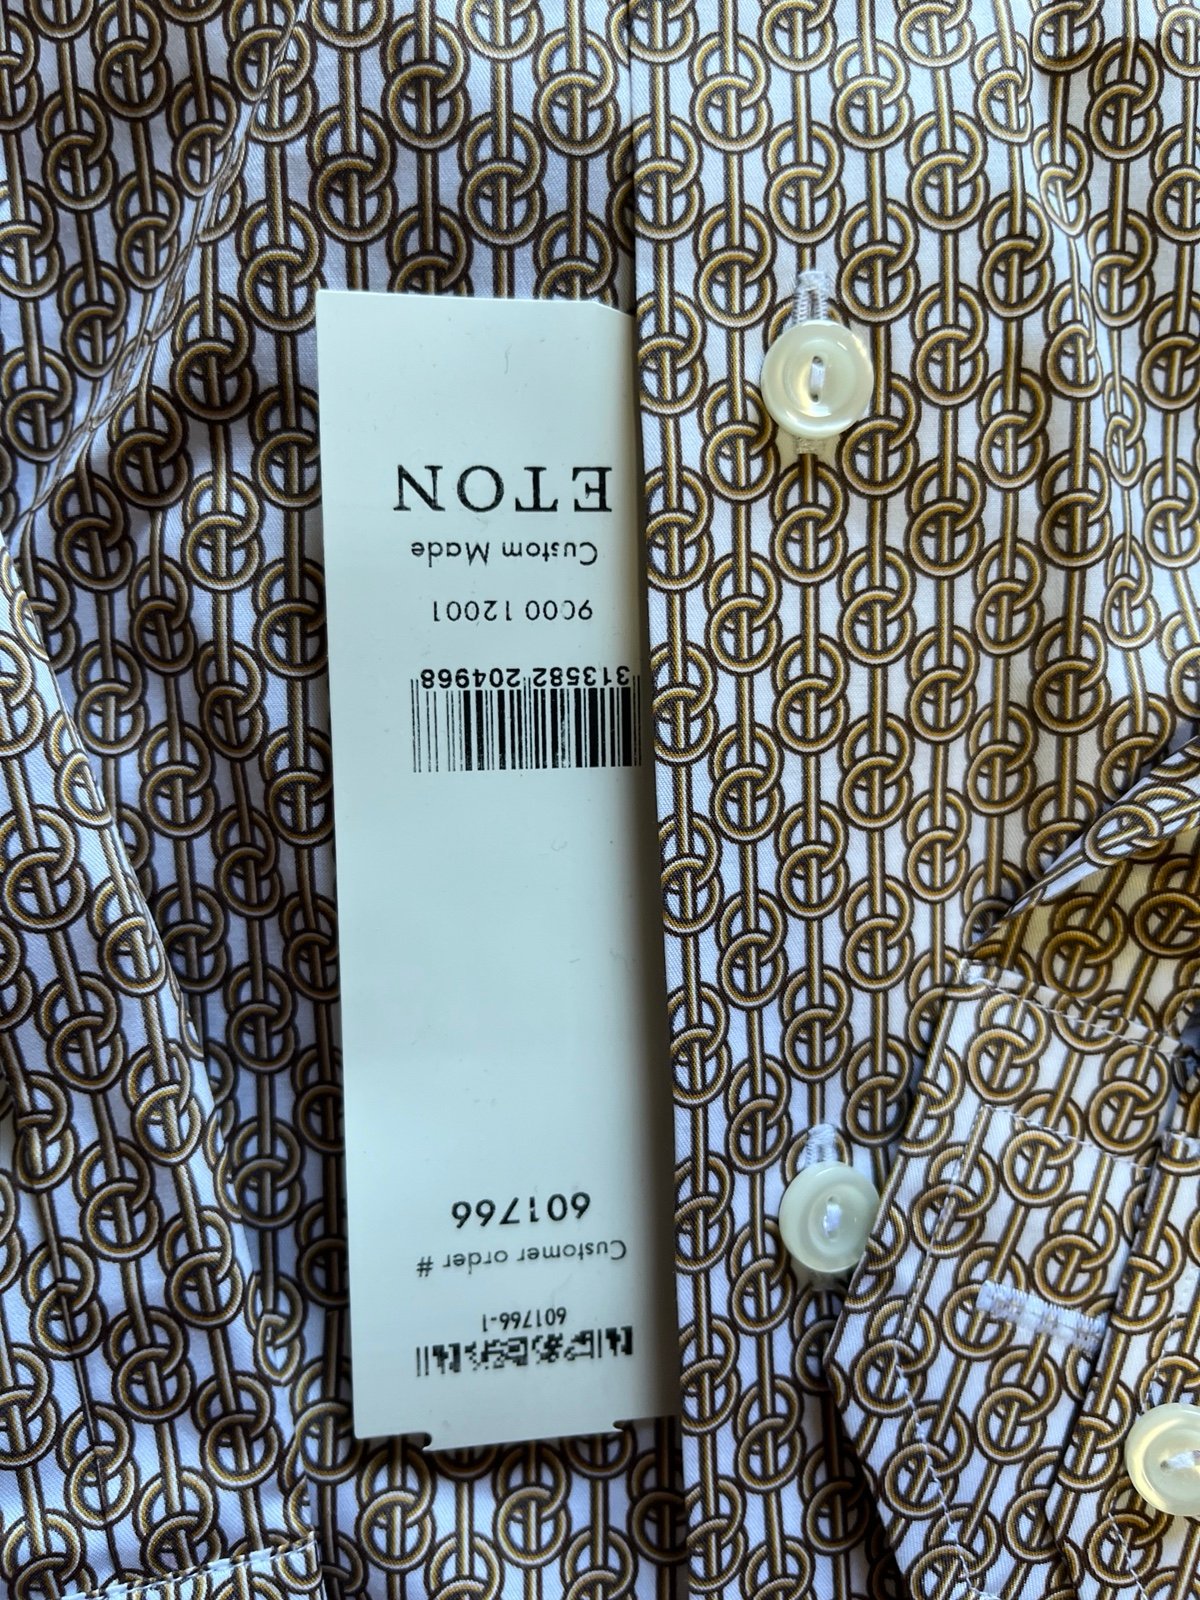 ETON
Custom Made
9000 12001
313582 204968
601766
Customer order #
601766-1